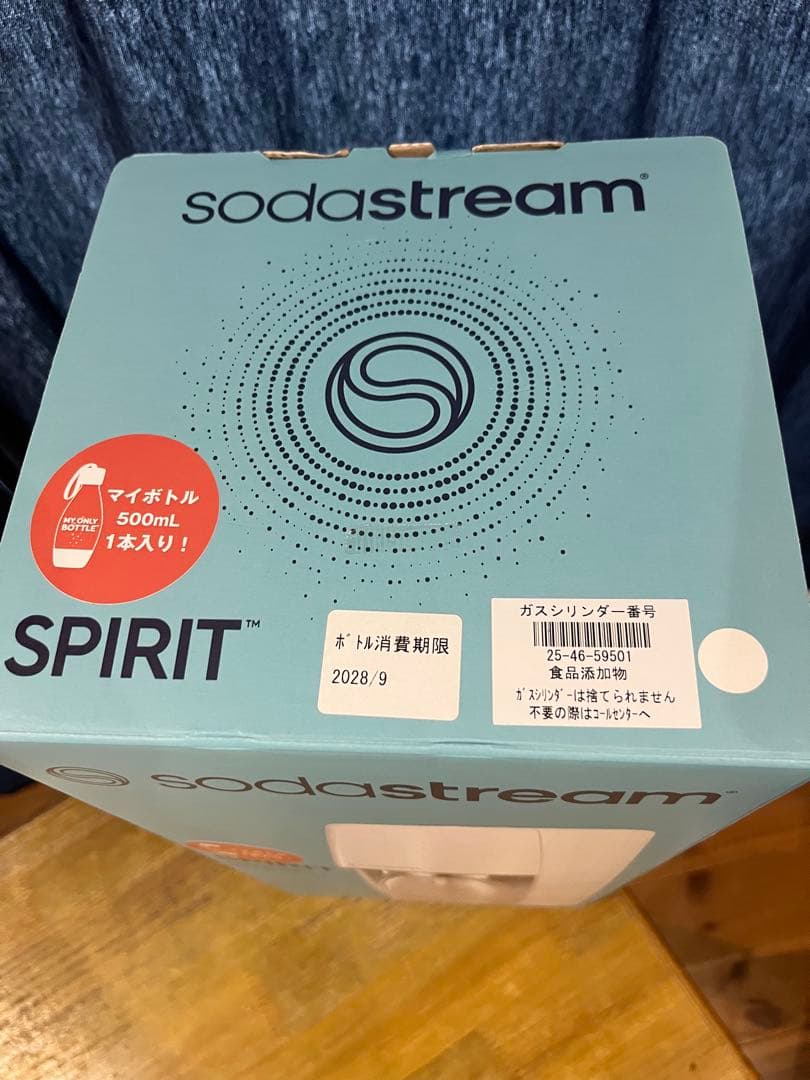 sodastream®
マイボトル
500mL
1本入り！
MY ONLY
BOTTLE™
SPIRIT™
ﾎﾞﾄﾙ消費期限
2028/9
ガスシリンダー番号
25-46-59501
食品添加物
ｶﾞｽｼﾘﾝﾀﾞｰは捨てられません
不要の際はｺｰﾙｾﾝﾀｰへ
sodastream